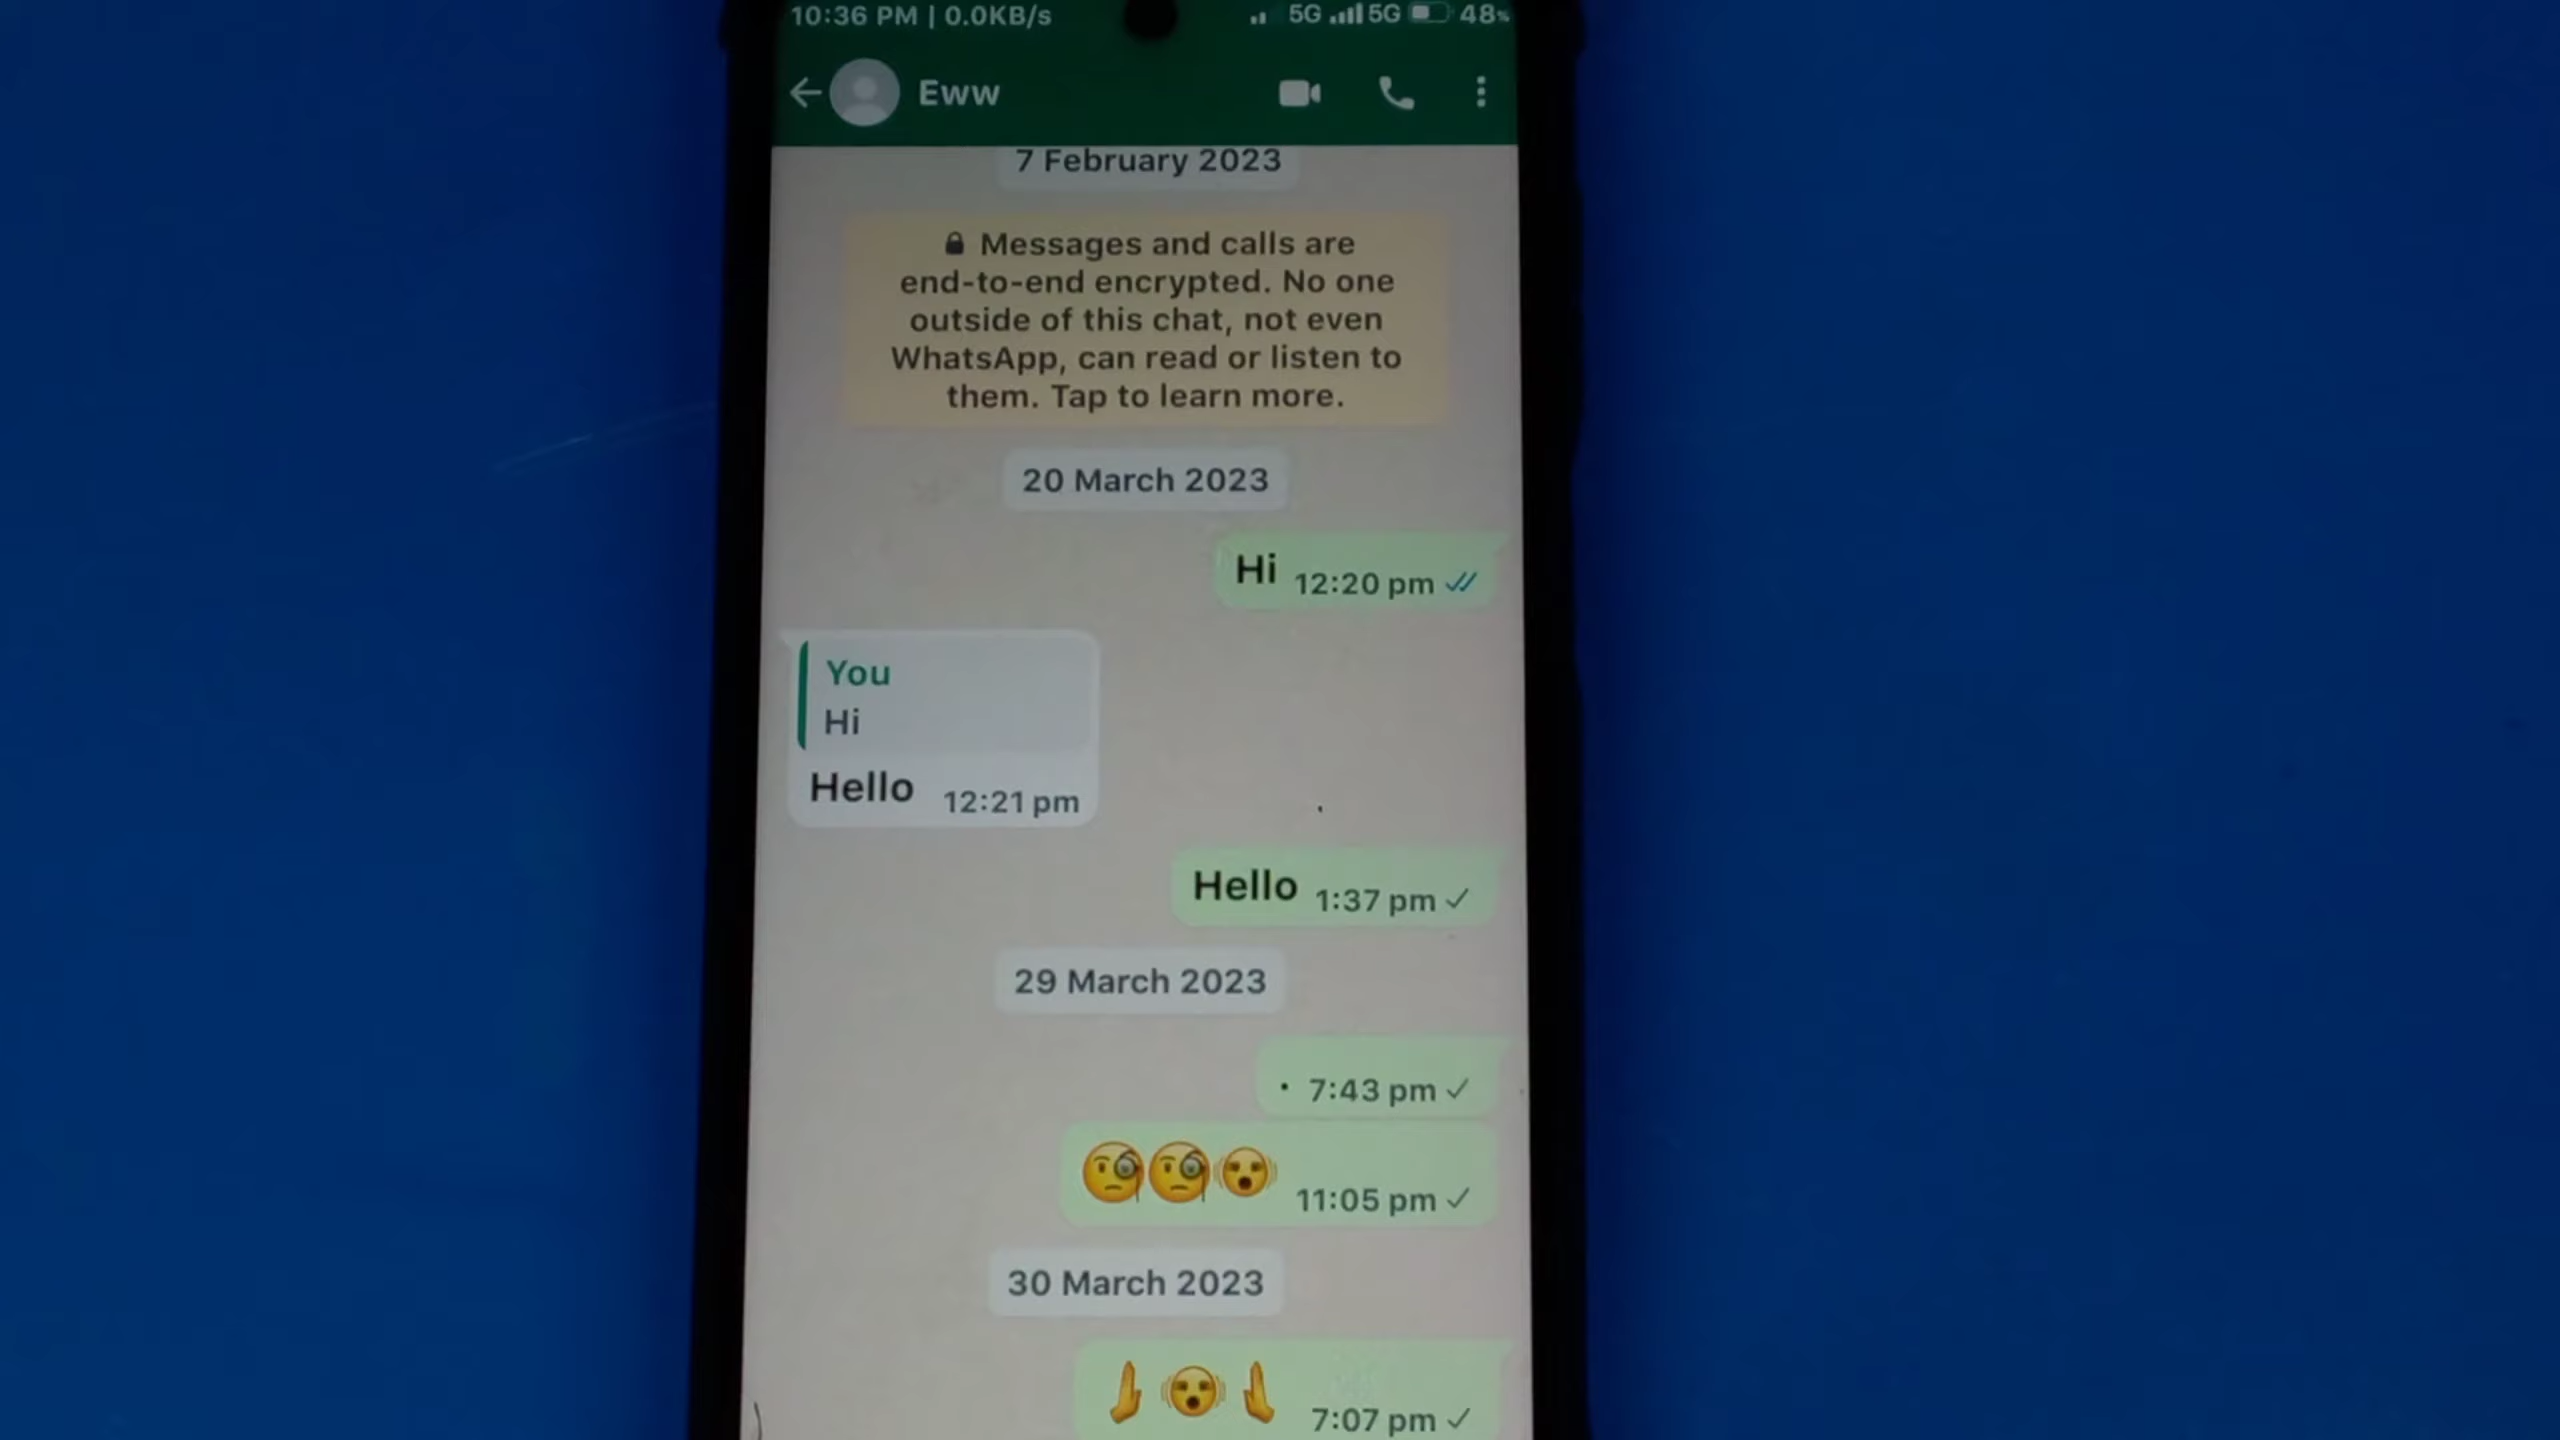 10:36 PM | 0.0KB/s 5G 5G 48%
Eww
7 February 2023
Messages and calls are
end-to-end encrypted. No one
outside of this chat, not even
WhatsApp, can read or listen to
them. Tap to learn more.
20 March 2023
Hi 12:20 pm
You
Hi
Hello 12:21 pm
Hello 1:37 pm
29 March 2023
. 7:43 pm
🧐🧐😵 11:05 pm
30 March 2023
7:07 pm